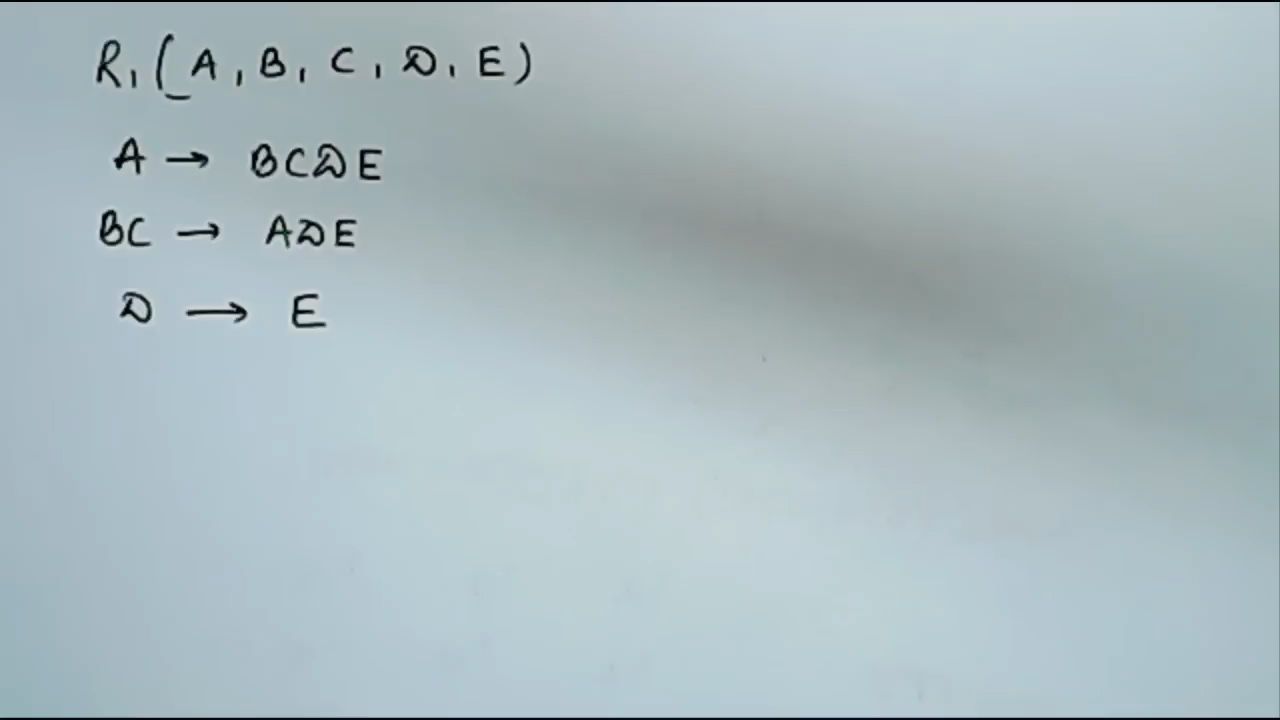 R₁ ( A , B , C , D , E )
A → BCDE
BC → ADE
D → E